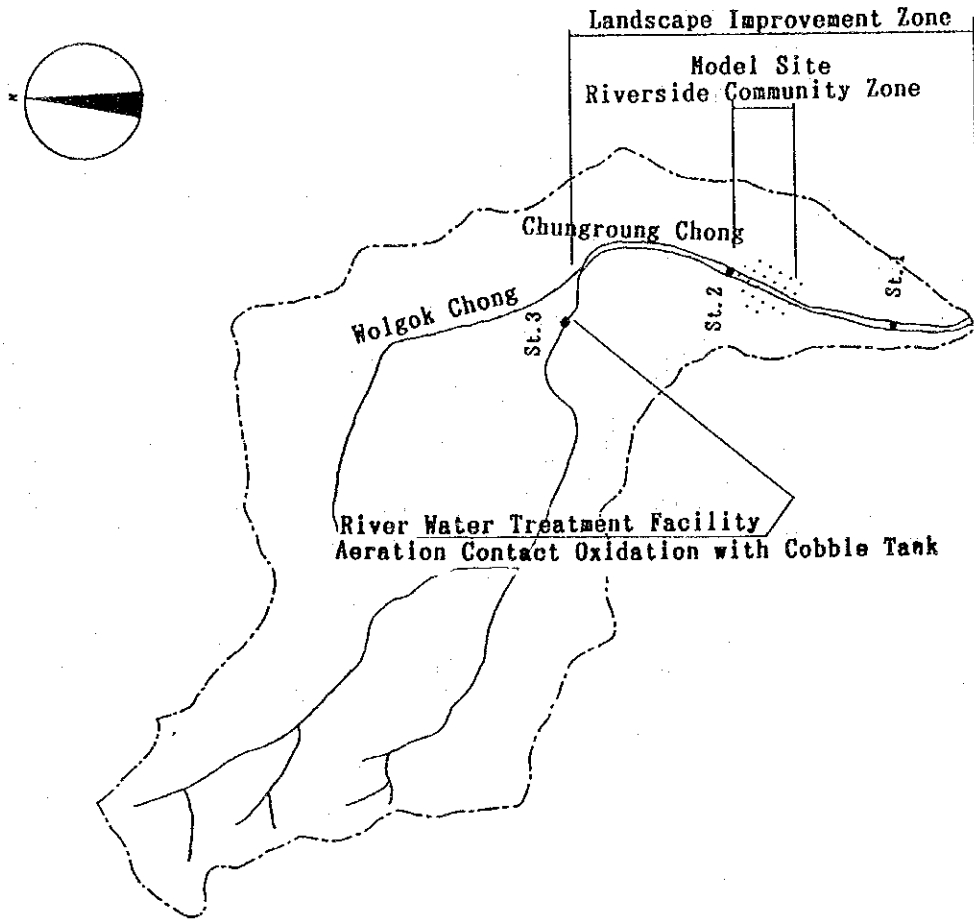 Landscape Improvement Zone
Model Site
Riverside Community Zone
N
Chungroung Chong
Wolgok Chong
St.3
St.2
St.1
River Water Treatment Facility
Aeration Contact Oxidation with Cobble Tank